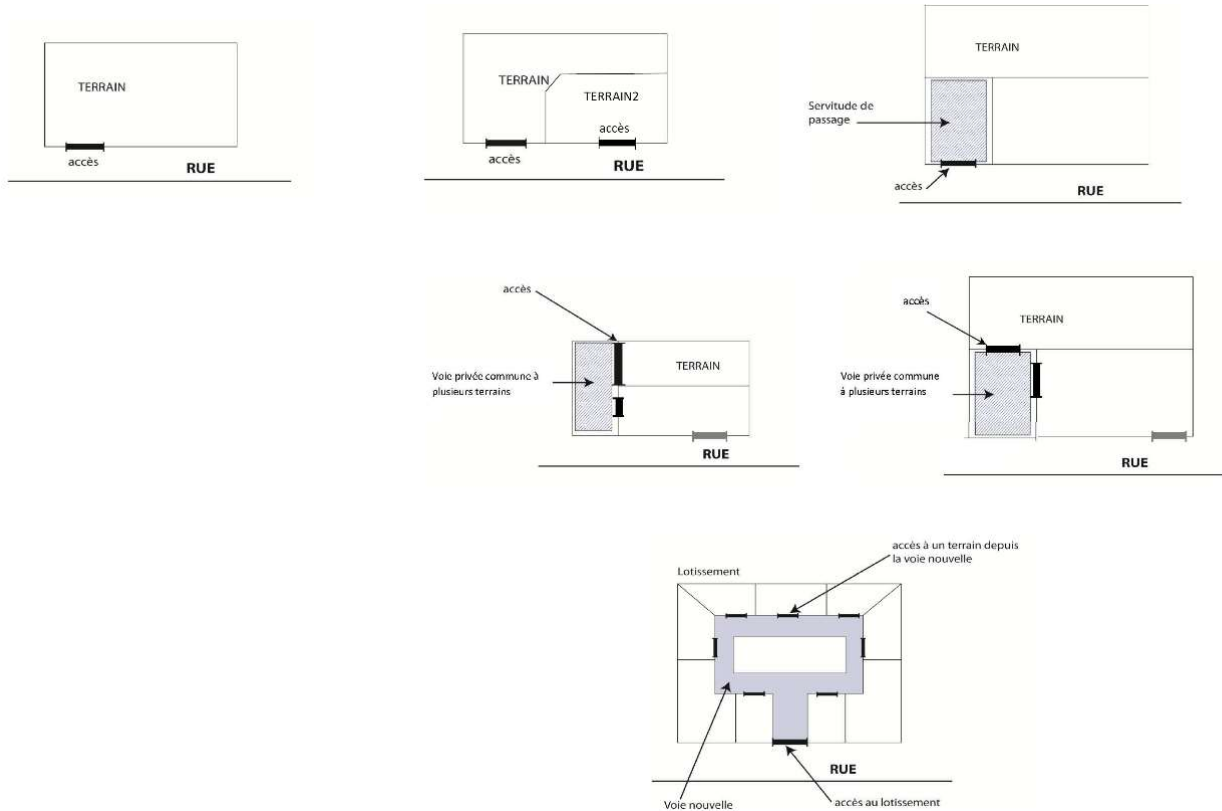 TERRAIN
accès
RUE
TERRAIN
TERRAIN2
accès
accès
RUE
TERRAIN
Servitude de
passage
accès
RUE
accès
TERRAIN
Voie privée commune à
plusieurs terrains
RUE
accès
TERRAIN
Voie privée commune
à plusieurs terrains
RUE
accès à un terrain depuis
la voie nouvelle
Lotissement
RUE
Voie nouvelle
accès au lotissement